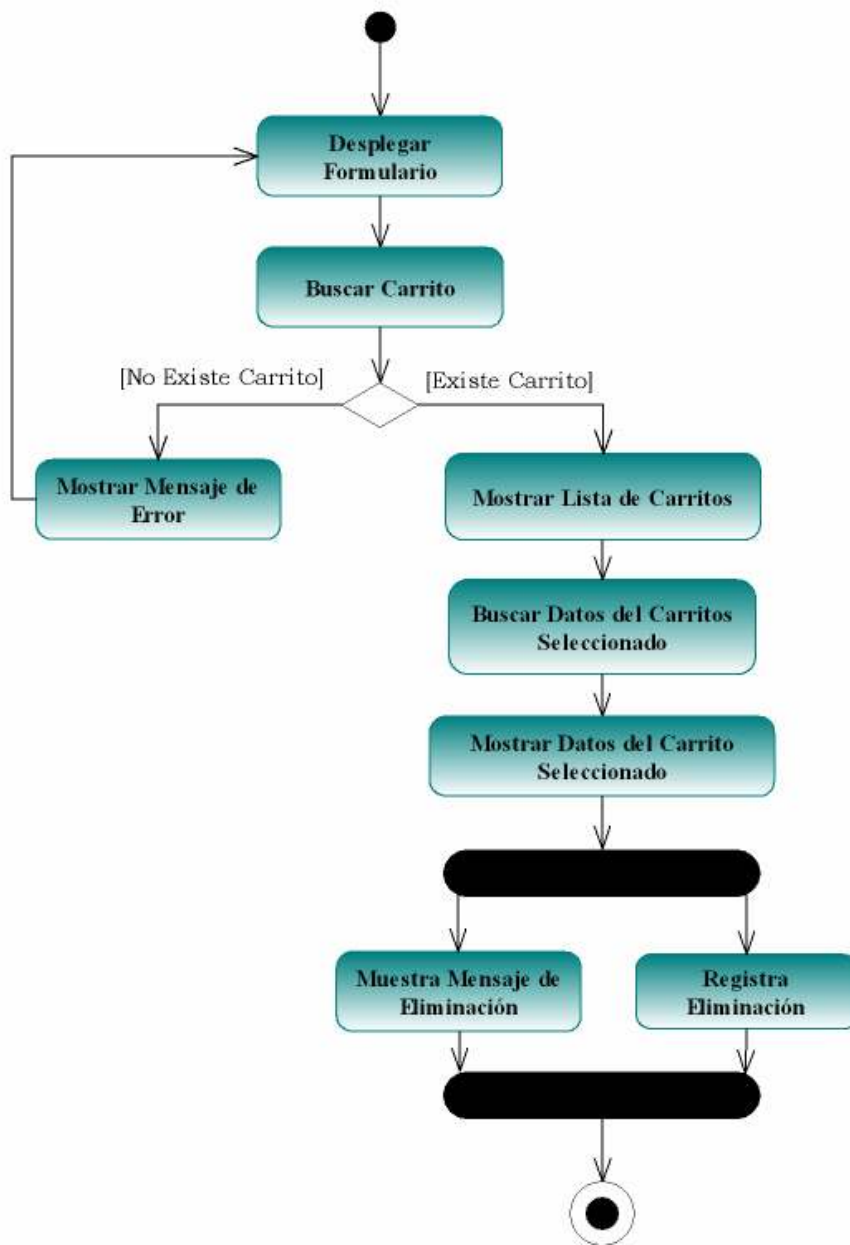 Desplegar
Formulario
Buscar Carrito
[No Existe Carrito]
[Existe Carrito]
Mostrar Mensaje de
Error
Mostrar Lista de Carritos
Buscar Datos del Carritos
Seleccionado
Mostrar Datos del Carrito
Seleccionado
Muestra Mensaje de
Eliminación
Registra
Eliminación